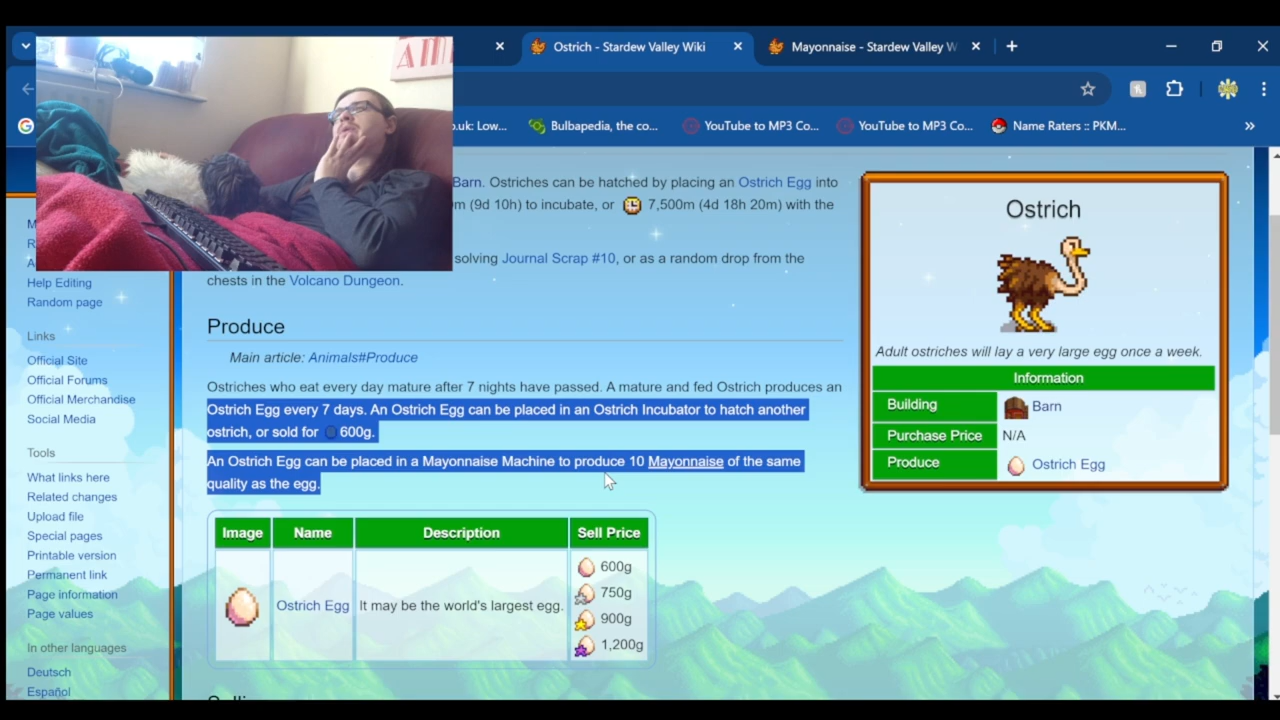 Ostrich - Stardew Valley Wiki
Mayonnaise - Stardew Valley W
AMI
o.uk: Low...
Bulbapedia, the co...
YouTube to MP3 Co...
YouTube to MP3 Co...
Name Raters :: PKM...
Barn. Ostriches can be hatched by placing an Ostrich Egg into
m (9d 10h) to incubate, or 7,500m (4d 18h 20m) with the
solving Journal Scrap #10, or as a random drop from the
chests in the Volcano Dungeon.
M
R
A
Help Editing
Random page
Links
Official Site
Official Forums
Official Merchandise
Social Media
Tools
What links here
Related changes
Upload file
Special pages
Printable version
Permanent link
Page information
Page values
In other languages
Deutsch
Español
Produce
Main article: Animals#Produce
Ostriches who eat every day mature after 7 nights have passed. A mature and fed Ostrich produces an
Ostrich Egg every 7 days. An Ostrich Egg can be placed in an Ostrich Incubator to hatch another
ostrich, or sold for 600g.
An Ostrich Egg can be placed in a Mayonnaise Machine to produce 10 Mayonnaise of the same
quality as the egg.
Image Name Description Sell Price
Ostrich Egg It may be the world's largest egg.
600g
750g
900g
1,200g
Ostrich
Adult ostriches will lay a very large egg once a week.
Information
Building Barn
Purchase Price N/A
Produce Ostrich Egg